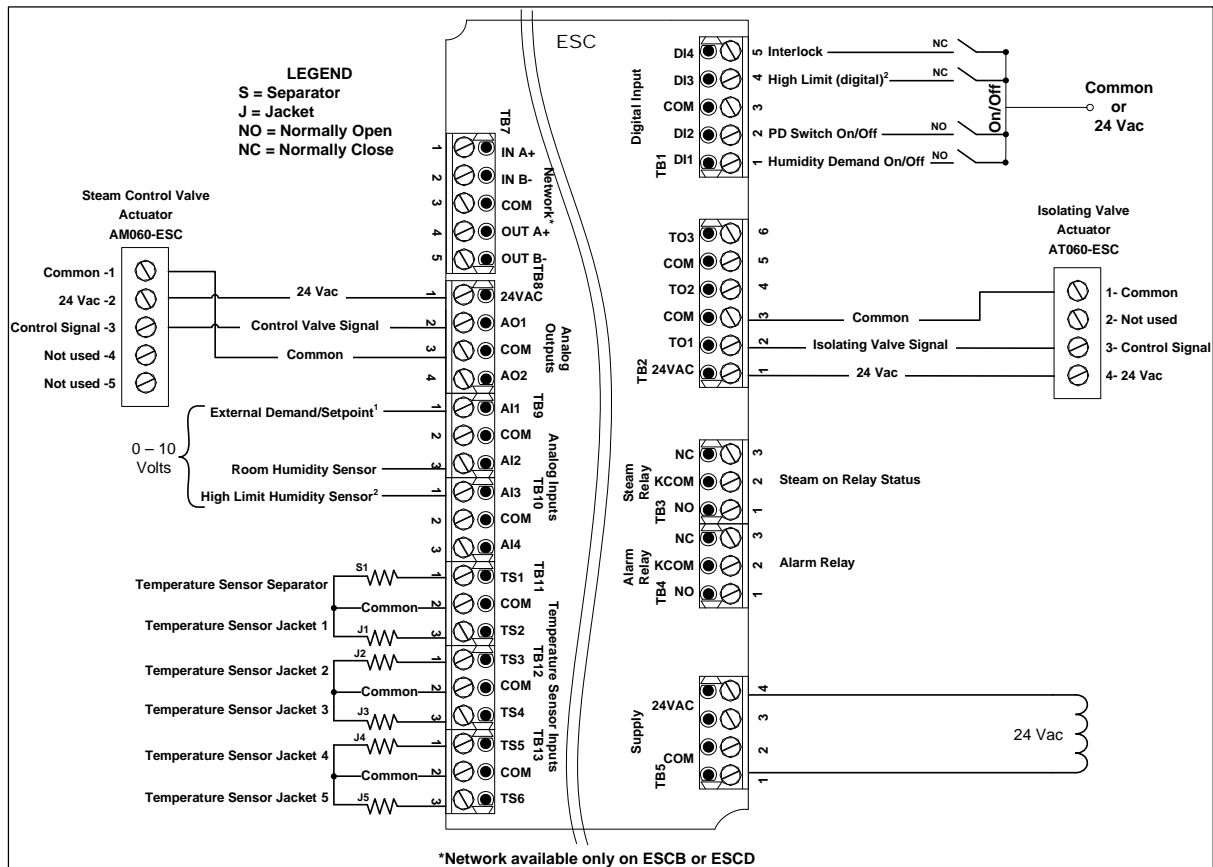 ESC
LEGEND
S = Separator
J = Jacket
NO = Normally Open
NC = Normally Close
Steam Control Valve
Actuator
AM060-ESC
Common -1
24 Vac -2
Control Signal -3
Not used -4
Not used -5
24 Vac
Control Valve Signal
Common
0 – 10
Volts
External Demand/Setpoint¹
Room Humidity Sensor
High Limit Humidity Sensor²
Temperature Sensor Separator
Temperature Sensor Jacket 1
S1
Common
J1
Temperature Sensor Jacket 2
Temperature Sensor Jacket 3
J2
Common
J3
Temperature Sensor Jacket 4
Temperature Sensor Jacket 5
J4
Common
J5
TB7
Network*
1 IN A+
2 IN B-
3 COM
4 OUT A+
5 OUT B-
TB8
Analog
Outputs
1 24VAC
2 AO1
3 COM
4 AO2
TB9
Analog Inputs
1 AI1
2 COM
3 AI2
TB10
1 AI3
2 COM
3 AI4
TB11
Temperature Sensor Inputs
1 TS1
2 COM
3 TS2
TB12
1 TS3
2 COM
3 TS4
TB13
1 TS5
2 COM
3 TS6
Digital Input
TB1
DI4 5 Interlock NC
DI3 4 High Limit (digital)² NC
COM 3
DI2 2 PD Switch On/Off NO
DI1 1 Humidity Demand On/Off NO
On/Off
Common
or
24 Vac
TB2
TO3 6
COM 5
TO2 4
COM 3 Common
TO1 2 Isolating Valve Signal
24VAC 1 24 Vac
Isolating Valve
Actuator
AT060-ESC
1- Common
2- Not used
3- Control Signal
4- 24 Vac
Steam
Relay
TB3
NC 3
KCOM 2 Steam on Relay Status
NO 1
Alarm
Relay
TB4
NC 3
KCOM 2 Alarm Relay
NO 1
Supply
TB5
24VAC 4
3
COM 2
1
24 Vac
*Network available only on ESCB or ESCD